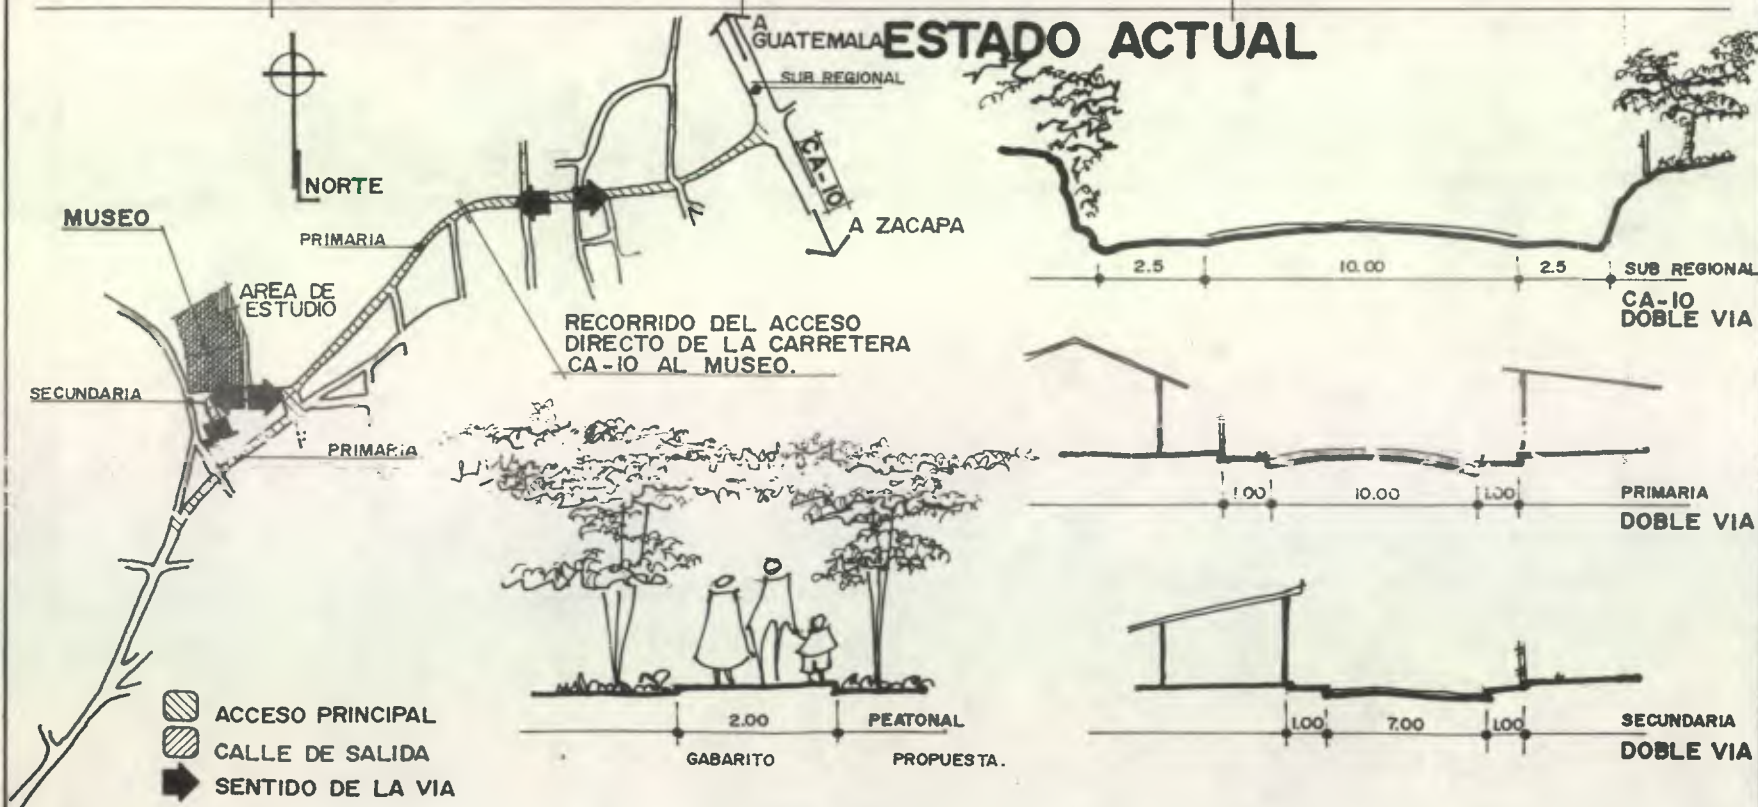 ESTADO ACTUAL
A
GUATEMALA
SUB REGIONAL
CA-10
A ZACAPA
NORTE
MUSEO
PRIMARIA
AREA DE
ESTUDIO
RECORRIDO DEL ACCESO
DIRECTO DE LA CARRETERA
CA-10 AL MUSEO.
SECUNDARIA
PRIMARIA
ACCESO PRINCIPAL
CALLE DE SALIDA
SENTIDO DE LA VIA
2.00 PEATONAL
GABARITO PROPUESTA.
2.5 10.00 2.5 SUB REGIONAL
CA-10
DOBLE VIA
1.00 10.00 1.00 PRIMARIA
DOBLE VIA
1.00 7.00 1.00 SECUNDARIA
DOBLE VIA